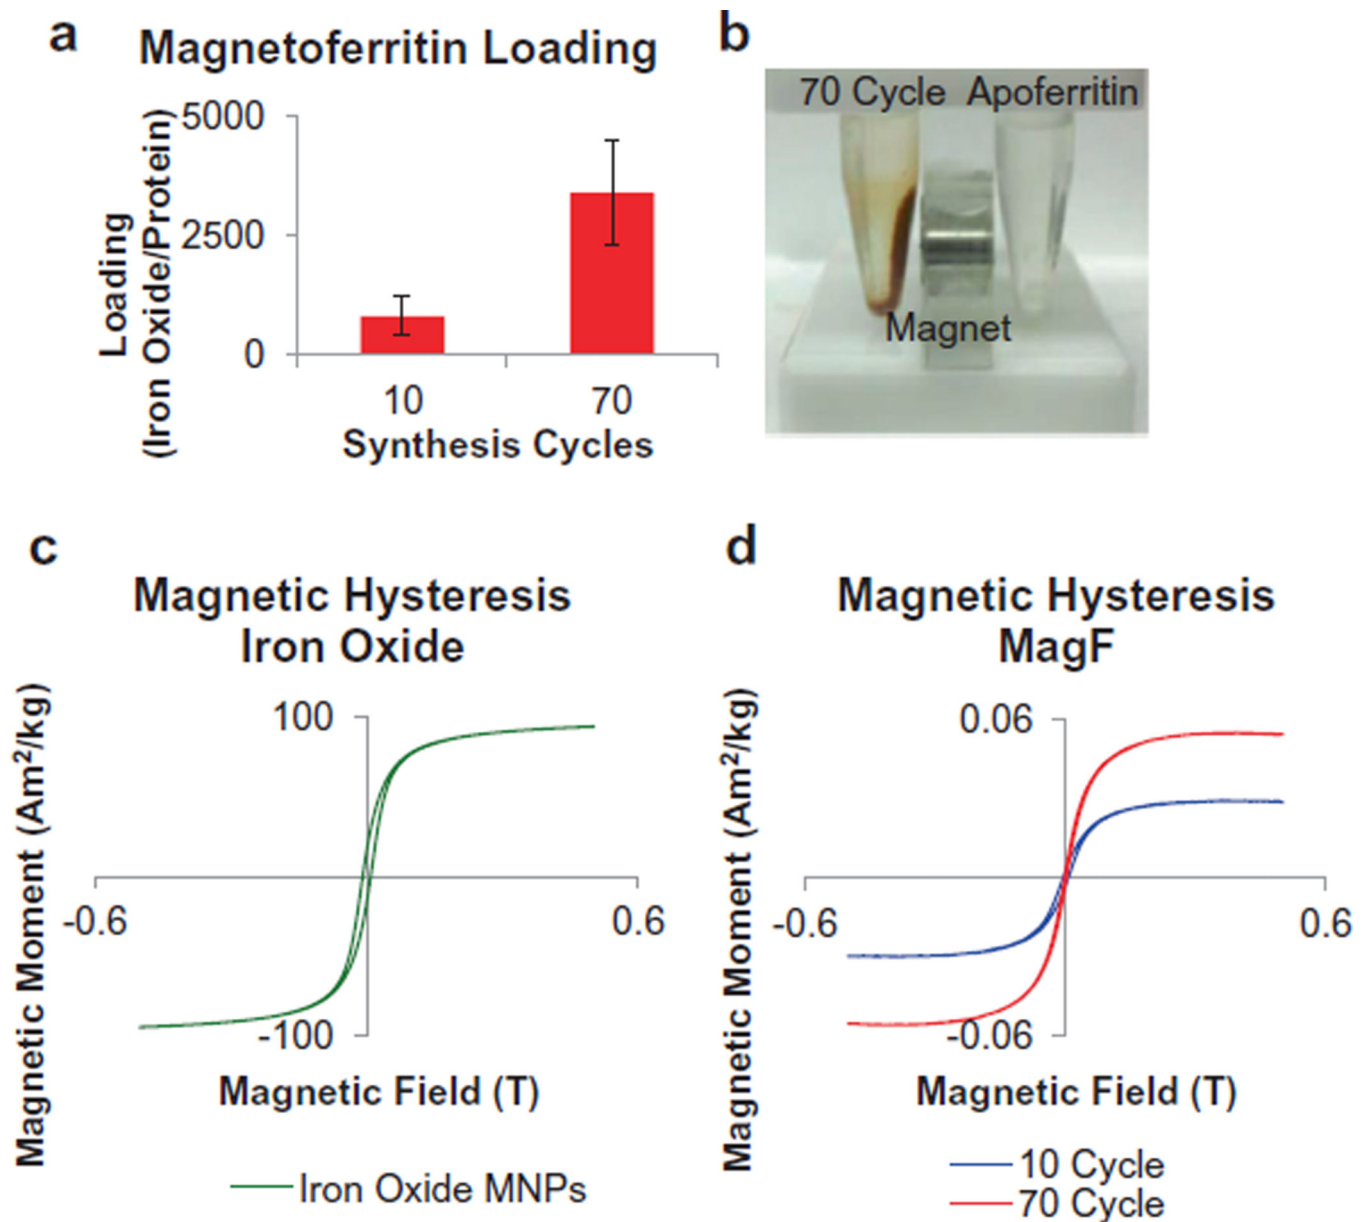 a
Magnetoferritin Loading
Loading
(Iron Oxide/Protein)
5000
2500
0
10
70
Synthesis Cycles
b
70 Cycle Apoferritin
Magnet
c
Magnetic Hysteresis
Iron Oxide
Magnetic Moment (Am²/kg)
100
-0.6
0.6
-100
Magnetic Field (T)
Iron Oxide MNPs
d
Magnetic Hysteresis
MagF
Magnetic Moment (Am²/kg)
0.06
-0.6
0.6
-0.06
Magnetic Field (T)
10 Cycle
70 Cycle